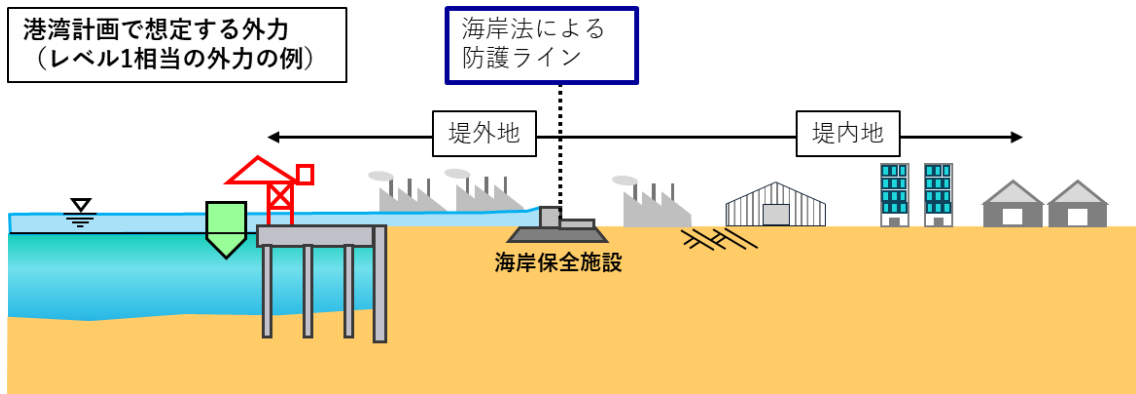 港湾計画で想定する外力
（レベル1相当の外力の例）
海岸法による
防護ライン
堤外地
堤内地
海岸保全施設